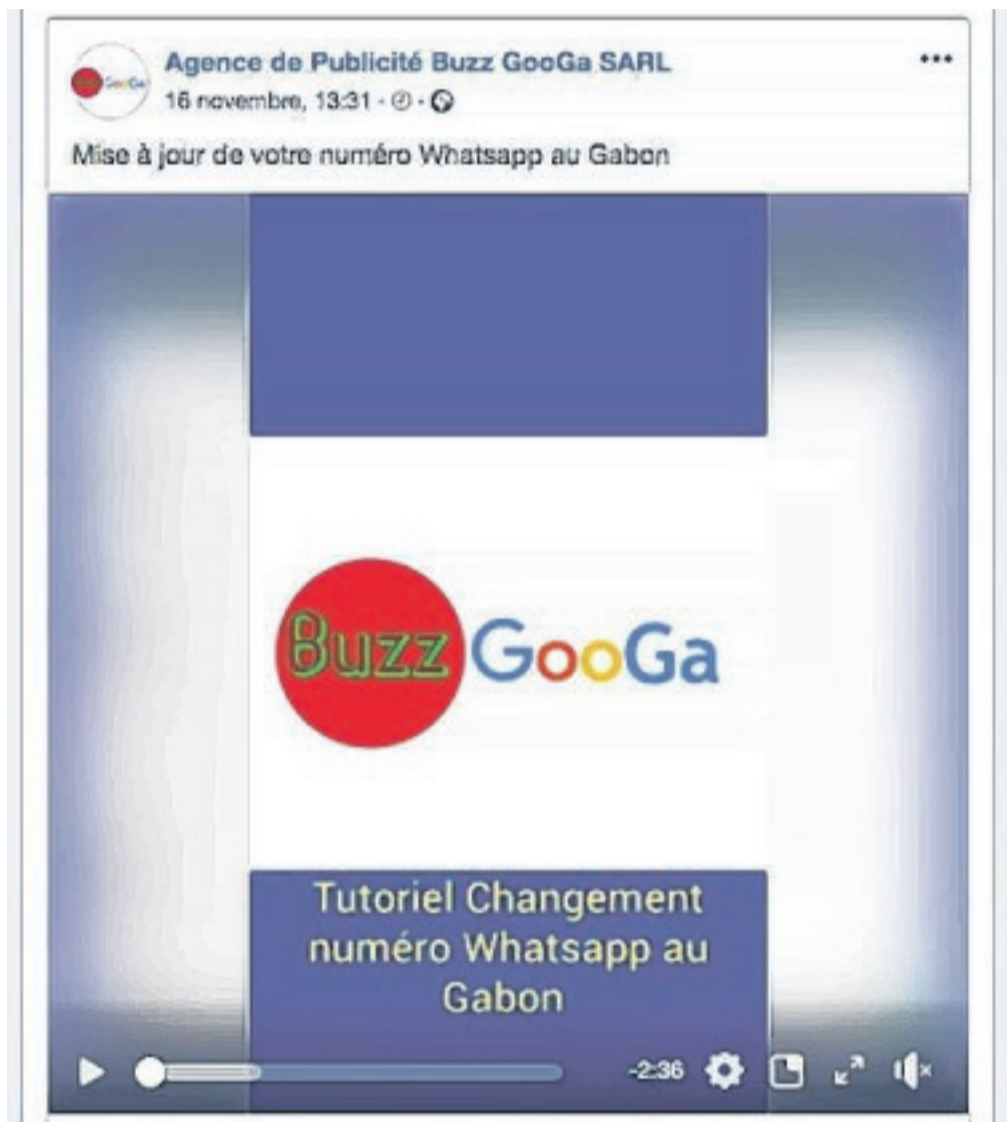 Agence de Publicité Buzz GooGa SARL
16 novembre, 13:31
Mise à jour de votre numéro Whatsapp au Gabon
Buzz GooGa
Tutoriel Changement
numéro Whatsapp au
Gabon
-2:36